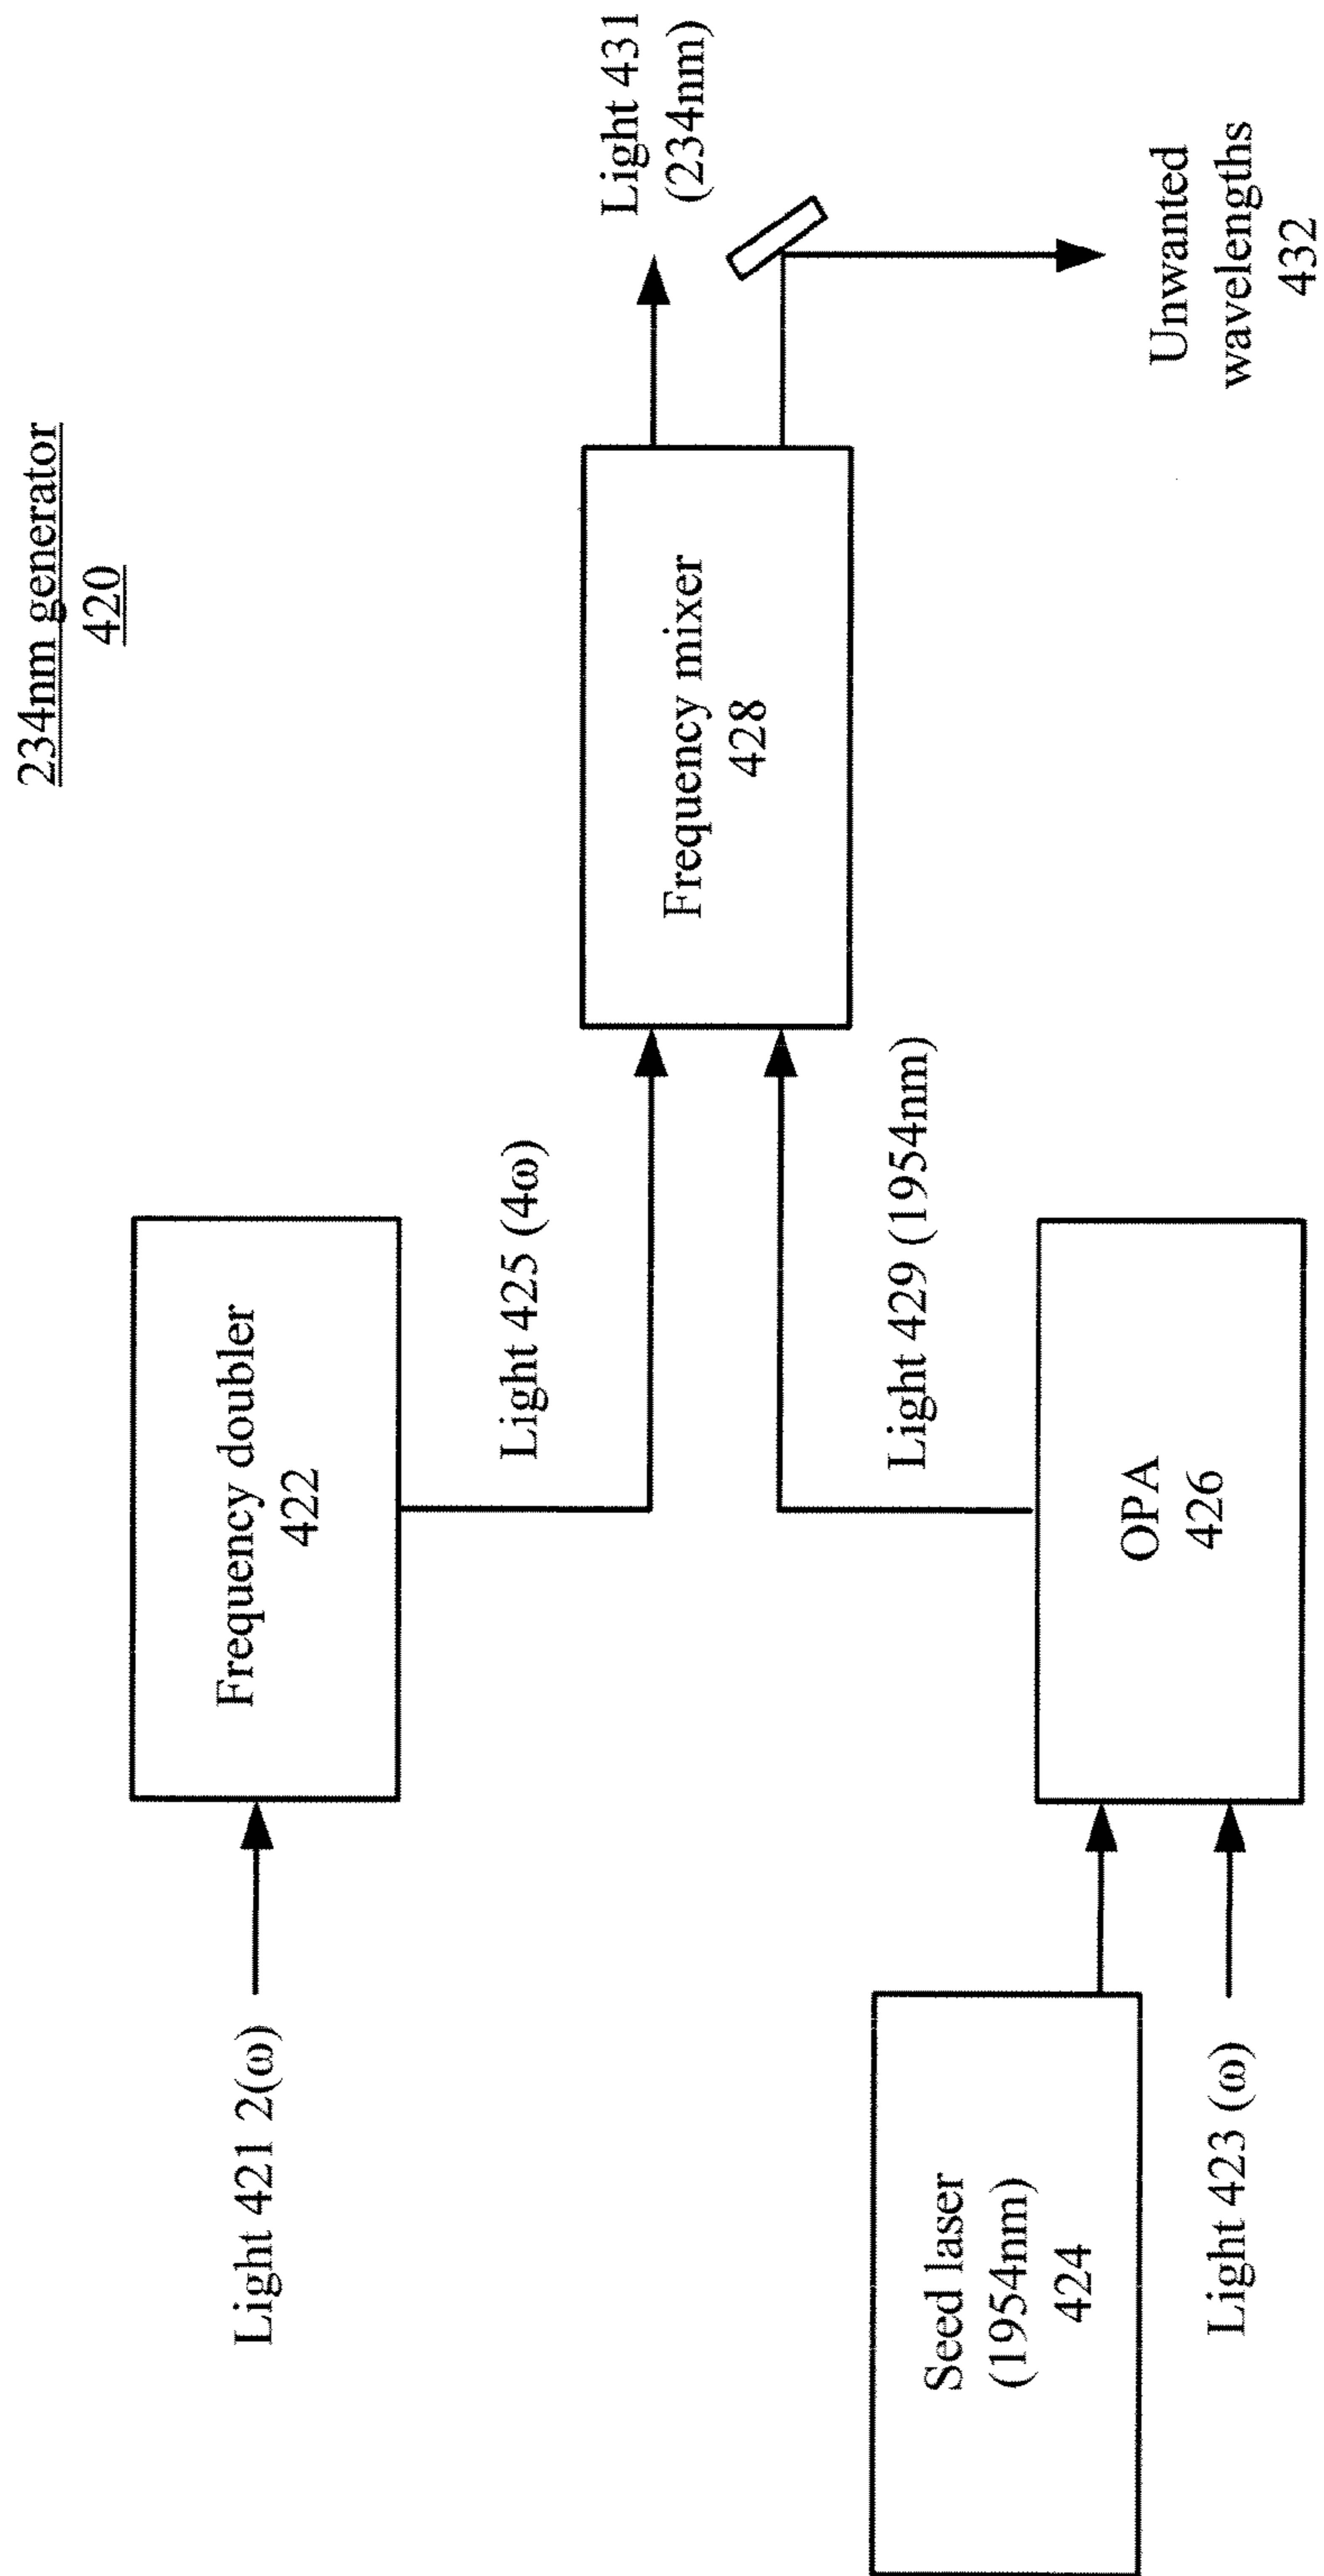 234nm generator
420
Light 421 2(ω)
Frequency doubler
422
Light 425 (4ω)
Seed laser
(1954nm)
424
Light 423 (ω)
OPA
426
Light 429 (1954nm)
Frequency mixer
428
Light 431
(234nm)
Unwanted
wavelengths
432